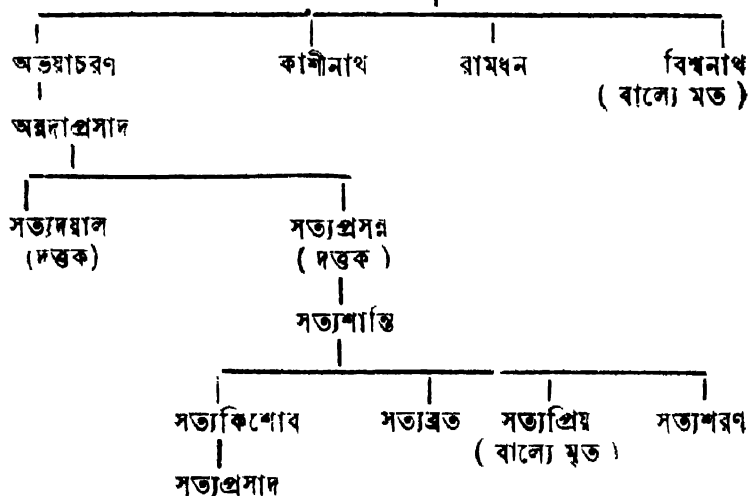 অভয়াচরণ কাশীনাথ রামধন বিশ্বনাথ
( বাল্যে মত )
অন্নদাপ্রসাদ
সত্যদয়াল সত্যপ্রসন্ন
(দত্তক) ( দত্তক )
সত্যশান্তি
সত্যকিশোব সত্যব্রত সত্যপ্রিয় সত্যশরণ
( বাল্যে মৃত )
সত্যপ্রসাদ